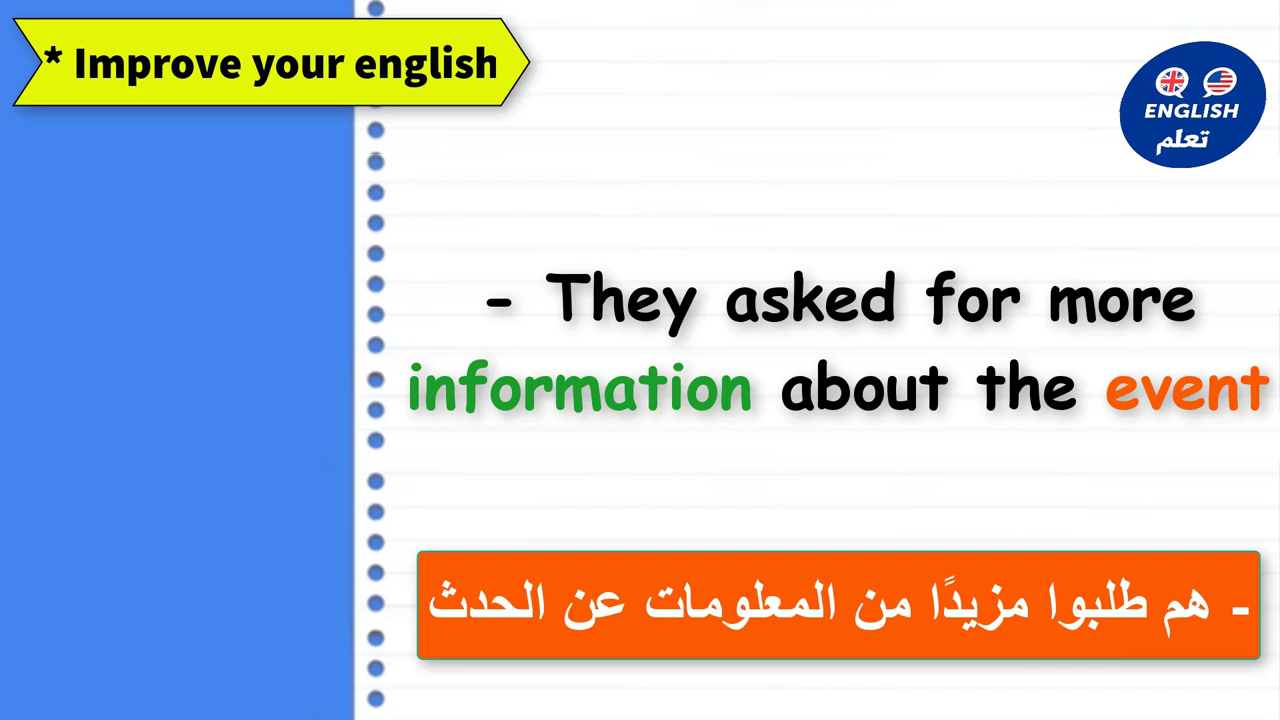 * Improve your english
ENGLISH
تعلم
- They asked for more
information about the event
- هم طلبوا مزيدًا من المعلومات عن الحدث